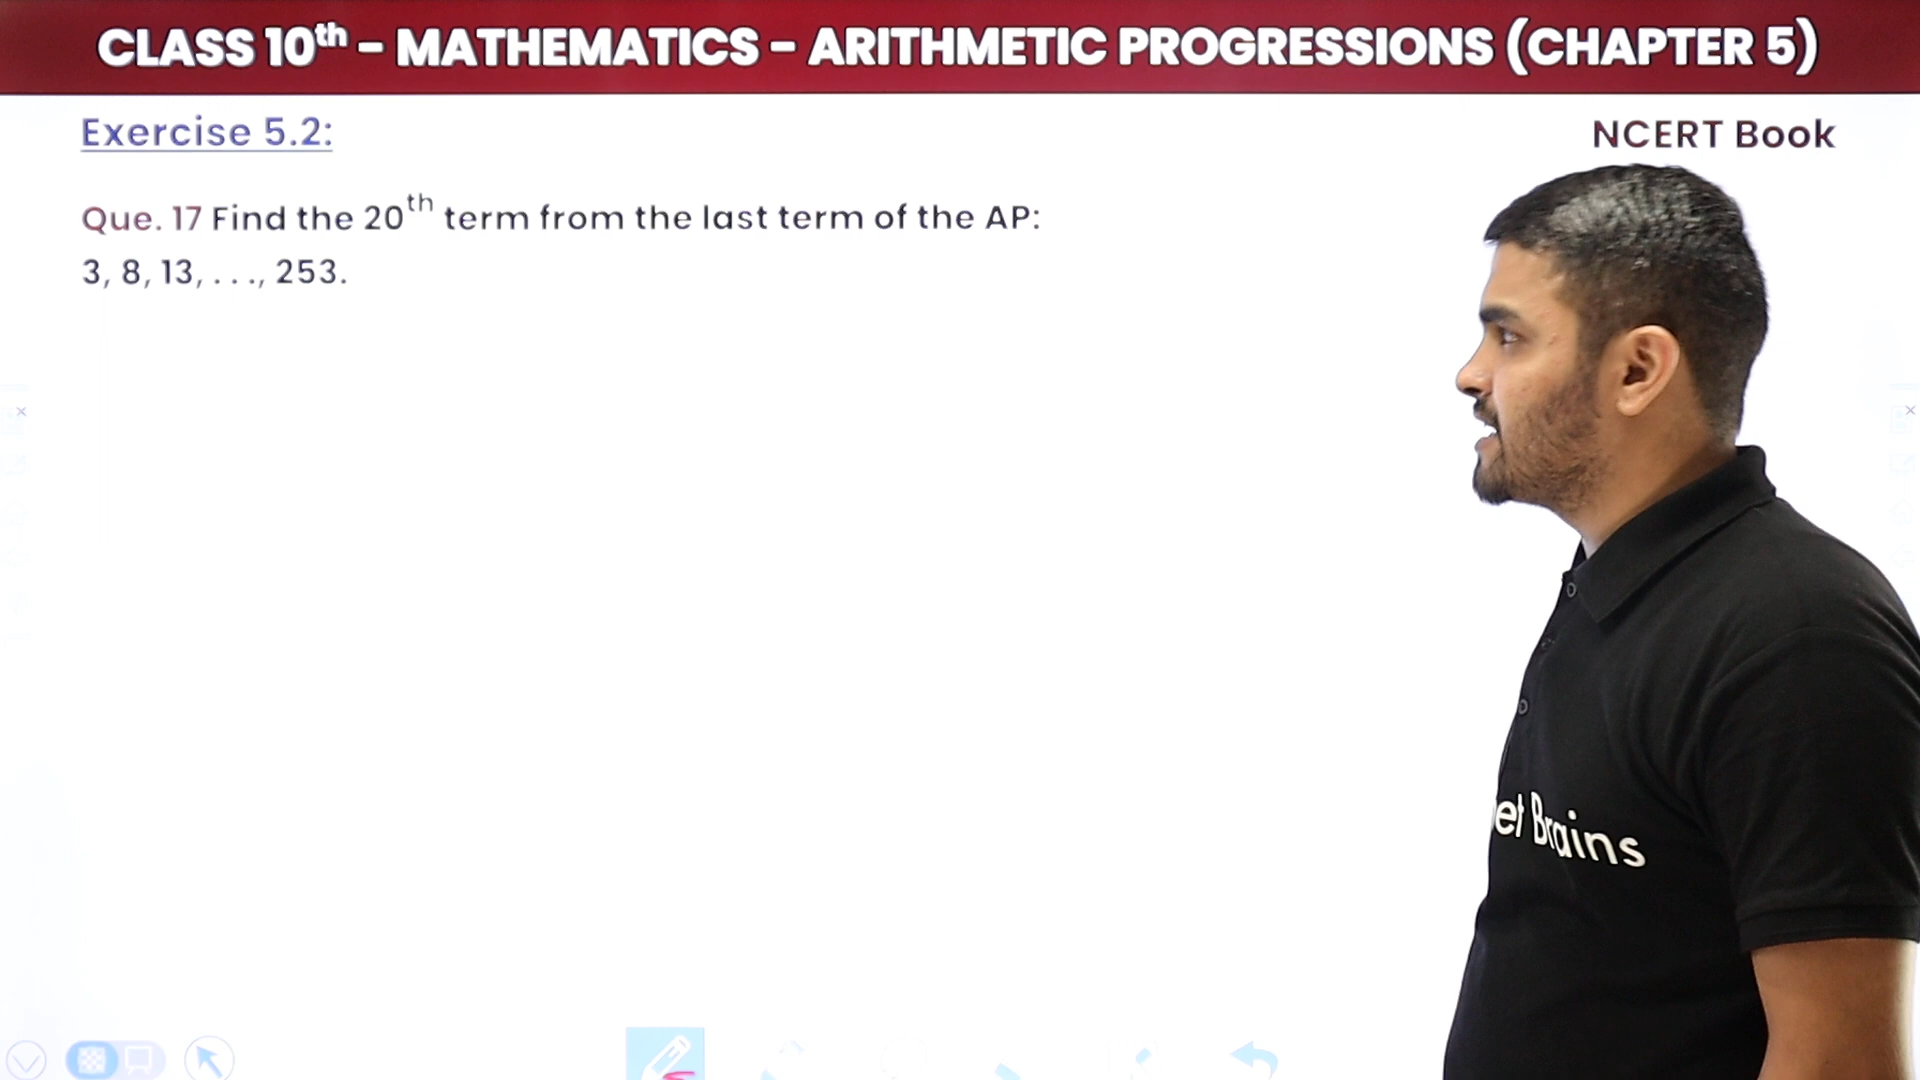 CLASS 10th – MATHEMATICS – ARITHMETIC PROGRESSIONS (CHAPTER 5)
Exercise 5.2:
NCERT Book
Que. 17 Find the 20th term from the last term of the AP:
3, 8, 13, . . ., 253.
Brains